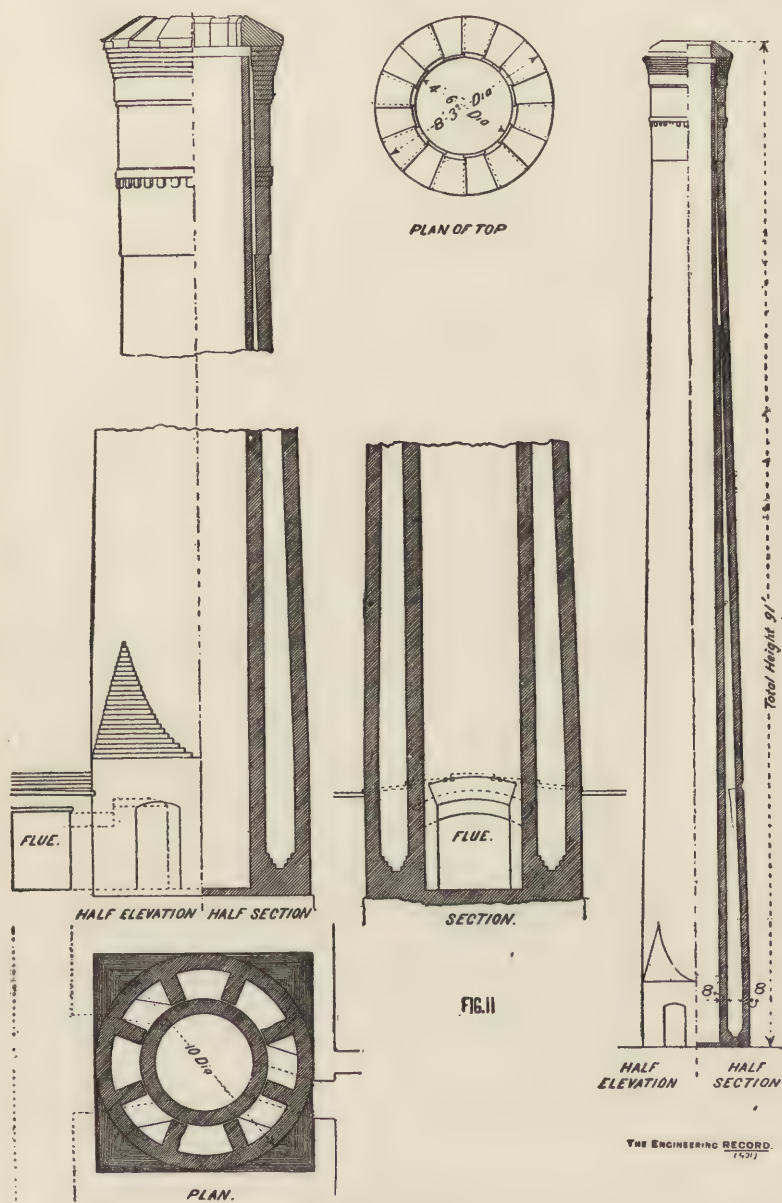 4' 6" Dia
8' 3" Dia
PLAN OF TOP
Total Height 91'
FLUE.
FLUE.
HALF ELEVATION HALF SECTION
SECTION.
8" 8"
FIG.11
10 Dia
HALF ELEVATION
HALF SECTION
THE ENGINEERING RECORD.
PLAN.